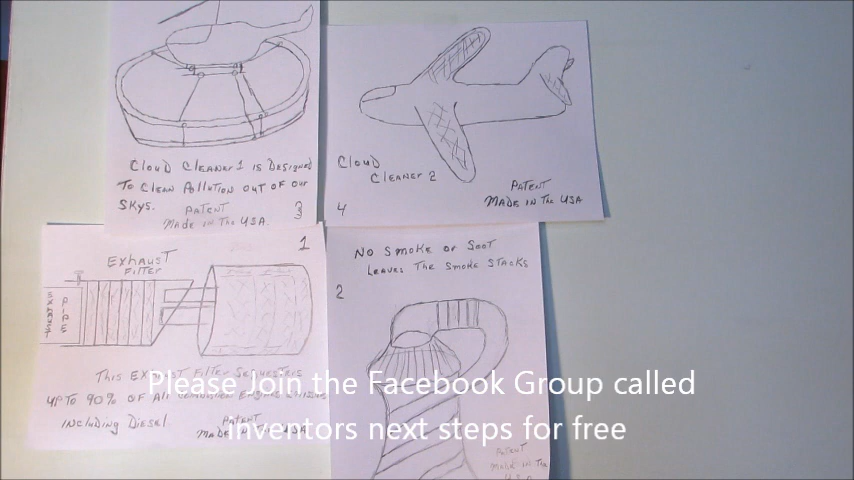 Cloud Cleaner 1 is Designed
To Clean Pollution out of our
Skys.
Patent
Made in The USA.
3
Cloud
Cleaner 2
4
Patent
Made in The USA
1
Exhaust
Filter
Exhaust
Pipe
This Exhaust Filter Sequesters
up to 90% of All
Including Diesel.
Patent
Made in The USA
No Smoke or Soot
Leaves The Smoke Stacks
2
Patent
Made in The
USA
Please Join the Facebook Group called
inventors next steps for free